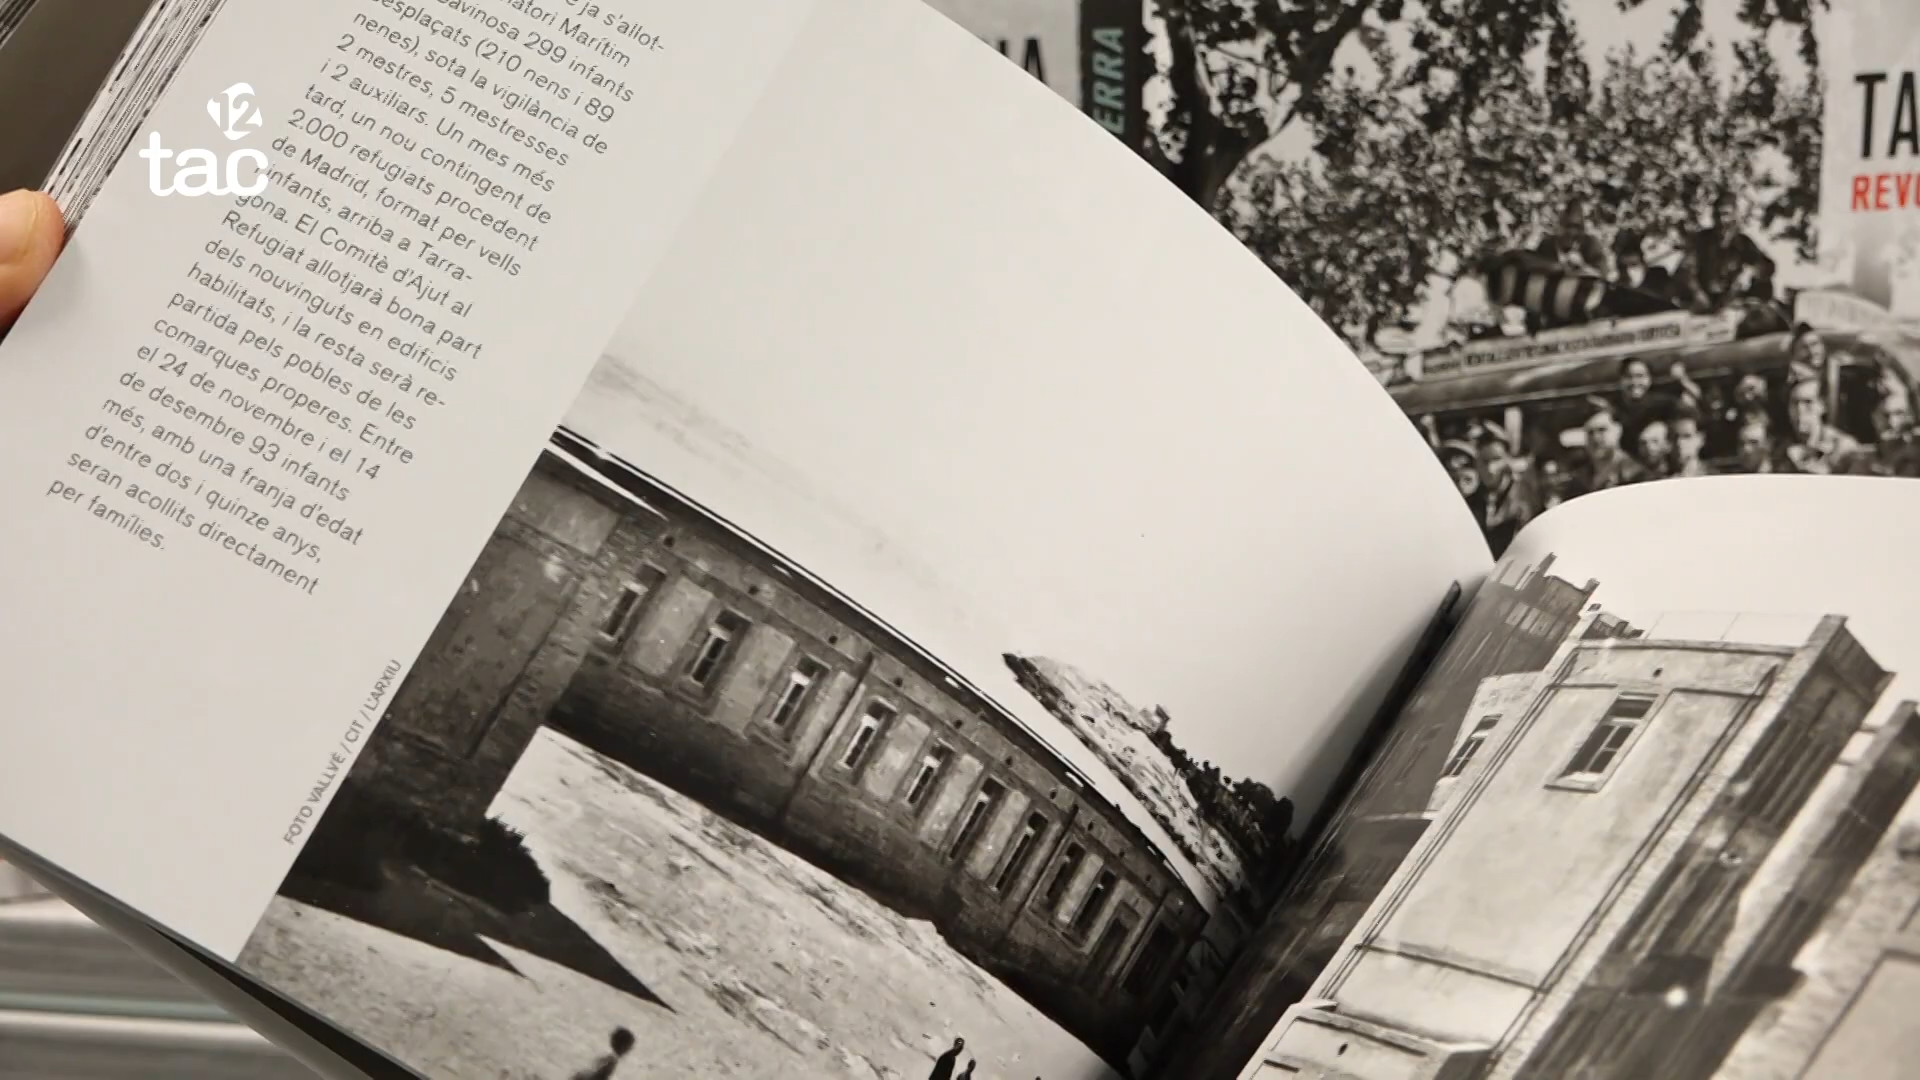 ja s'allot-
Marítim
Savinosa 299 infants
desplaçats (210 nens i 89
nenes), sota la vigilància de
2 mestres, 5 mestresses
i 2 auxiliars. Un mes més
tard, un nou contingent de
2.000 refugiats procedent
de Madrid, format per vells
infants, arriba a Tarra-
gona. El Comitè d'Ajut al
Refugiat allotjarà bona part
dels nouvinguts en edificis
habilitats, i la resta serà re-
partida pels pobles de les
comarques properes. Entre
el 24 de novembre i el 14
de desembre 93 infants
més, amb una franja d'edat
d'entre dos i quinze anys,
seran acollits directament
per famílies.
FOTO VALLVÉ / CIT / L'ARXIU
12
tac
ERRA
TA
REVO